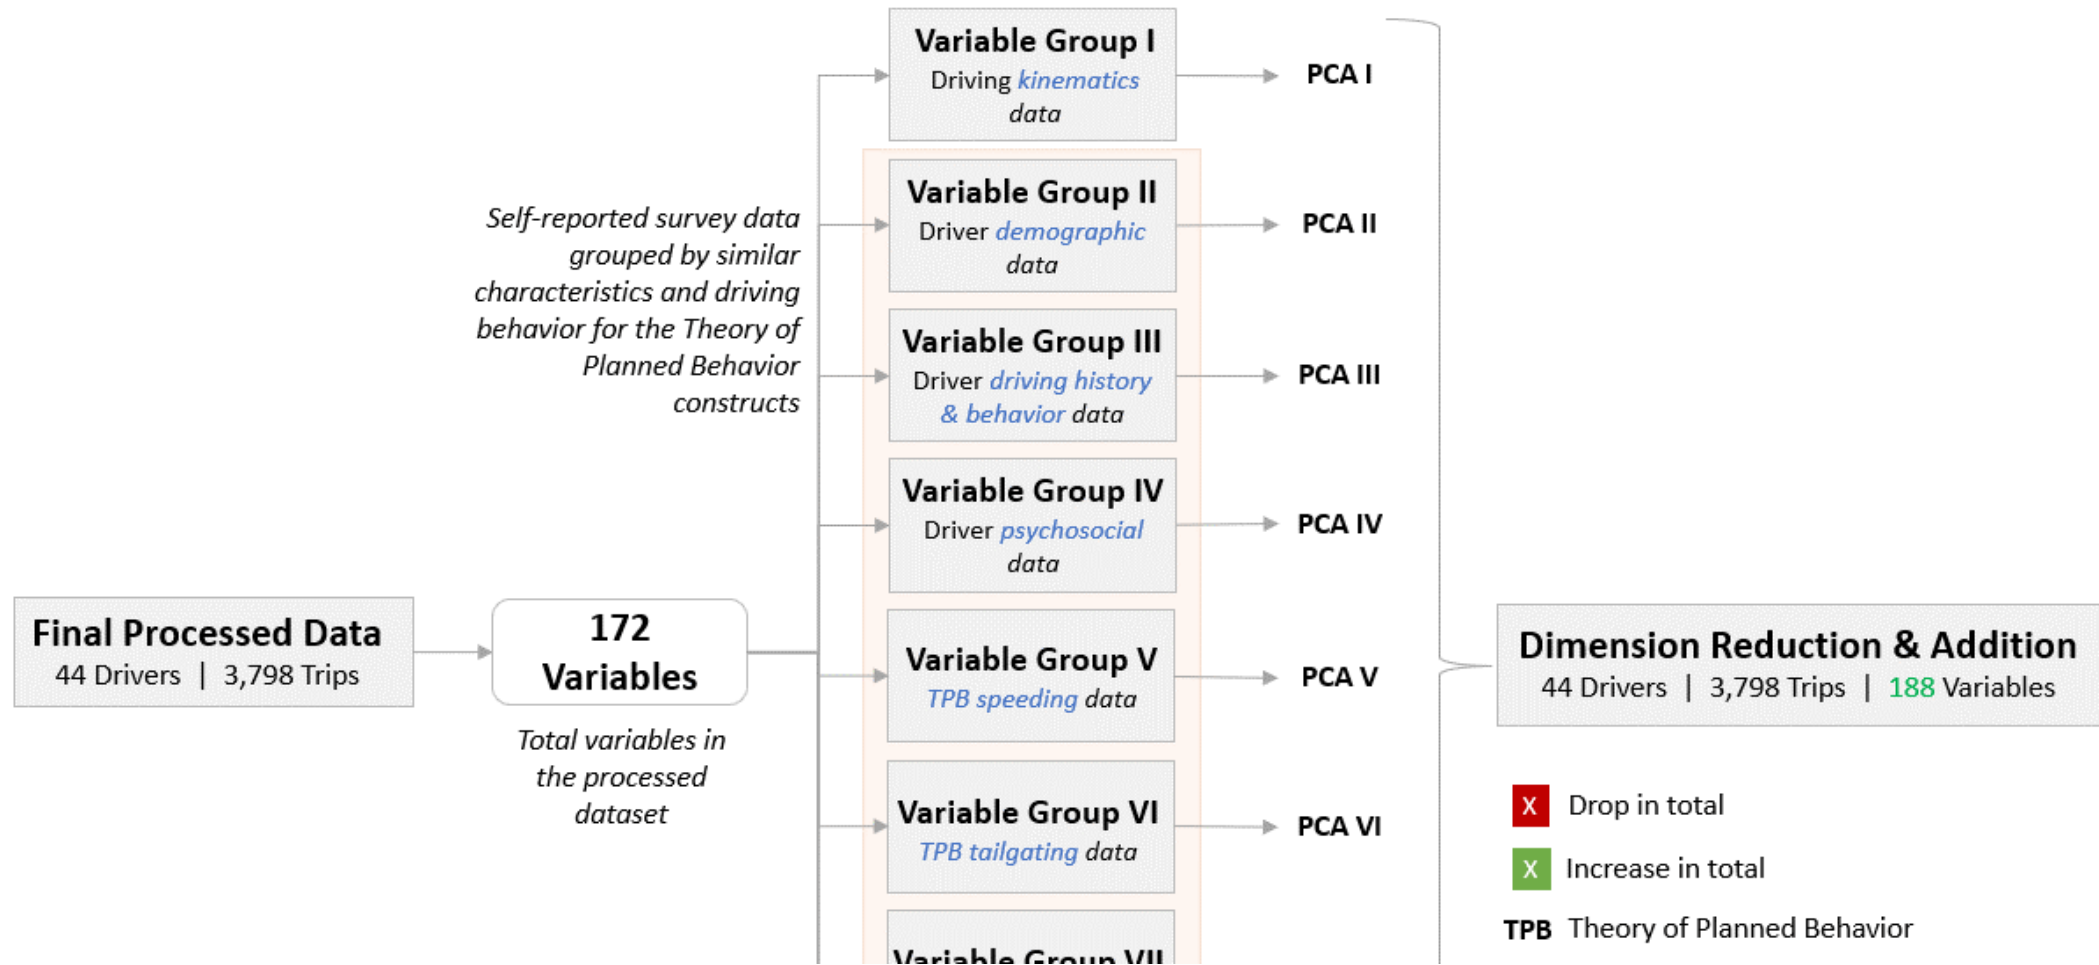 Variable Group I
Driving kinematics
data
PCA I
Variable Group II
Driver demographic
data
PCA II
Self-reported survey data
grouped by similar
characteristics and driving
behavior for the Theory of
Planned Behavior
constructs
Variable Group III
Driver driving history
& behavior data
PCA III
Variable Group IV
Driver psychosocial
data
PCA IV
Final Processed Data
44 Drivers | 3,798 Trips
172
Variables
Total variables in
the processed
dataset
Variable Group V
TPB speeding data
PCA V
Variable Group VI
TPB tailgating data
PCA VI
Variable Group VII
Dimension Reduction & Addition
44 Drivers | 3,798 Trips | 188 Variables
X Drop in total
X Increase in total
TPB Theory of Planned Behavior